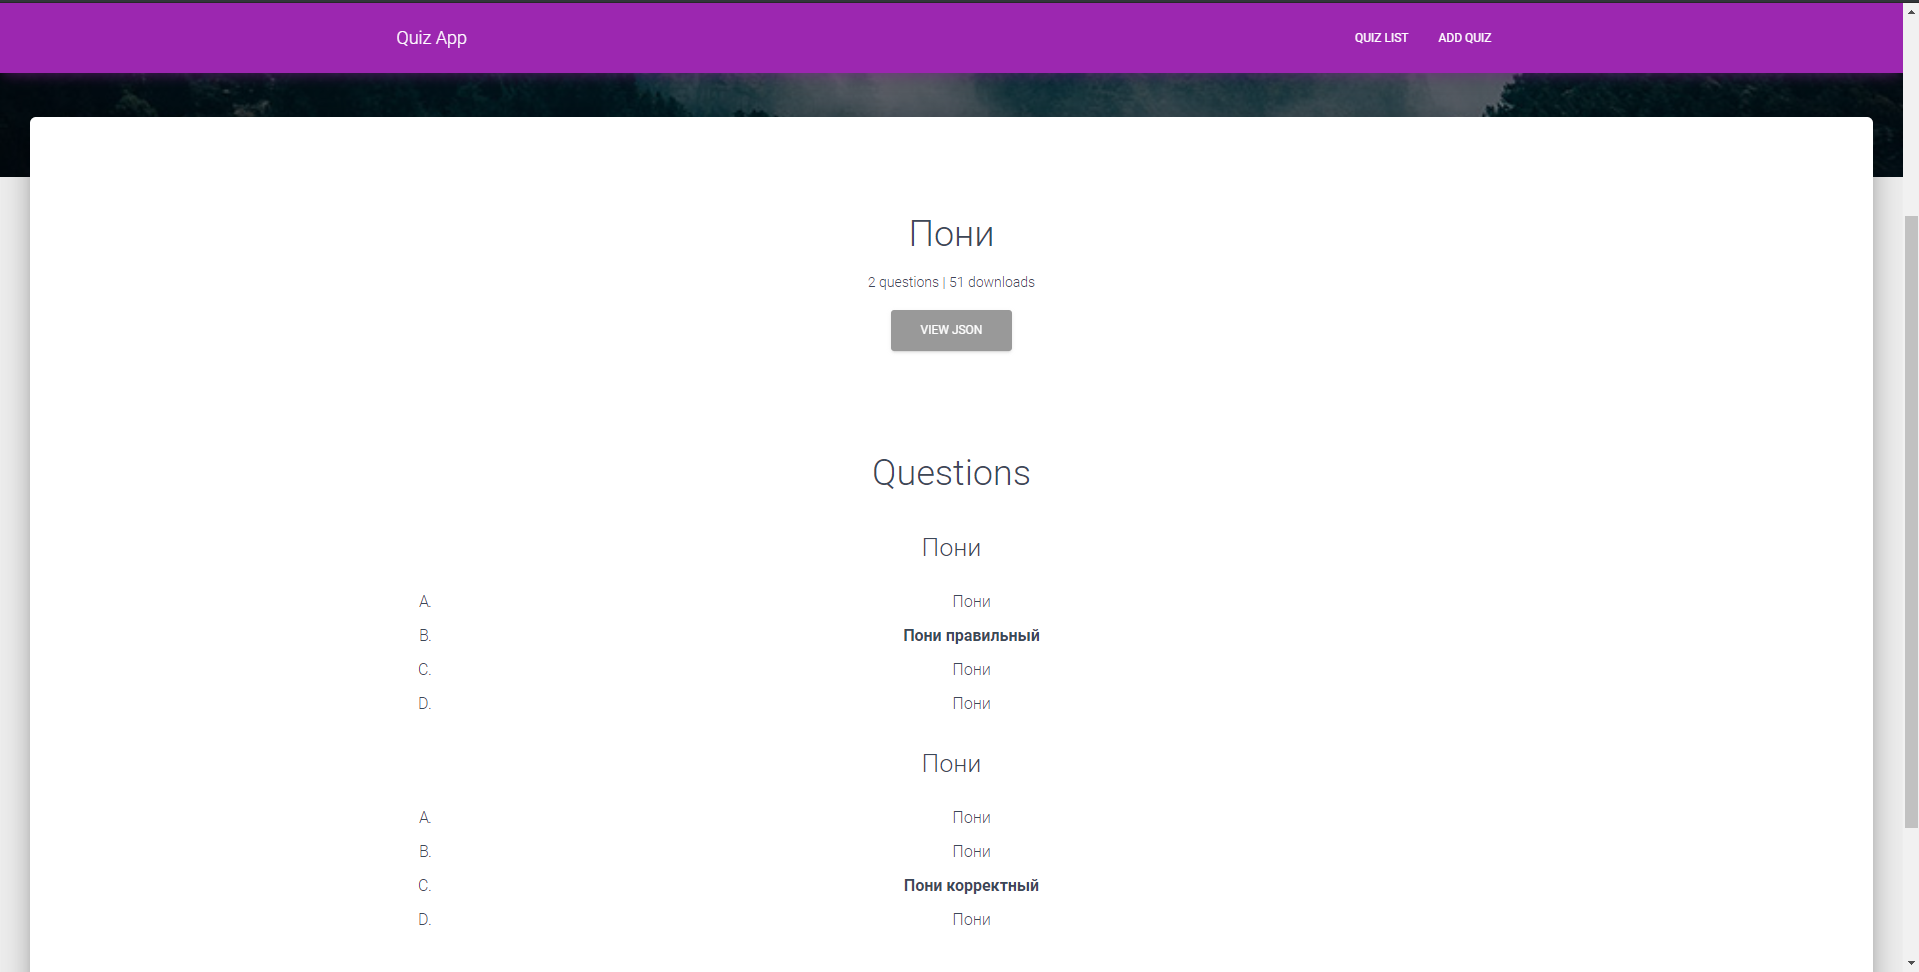 Quiz App
QUIZ LIST
ADD QUIZ
Пони
2 questions | 51 downloads
VIEW JSON
Questions
Пони
A. Пони
B. Пони правильный
C. Пони
D. Пони
Пони
A. Пони
B. Пони
C. Пони корректный
D. Пони